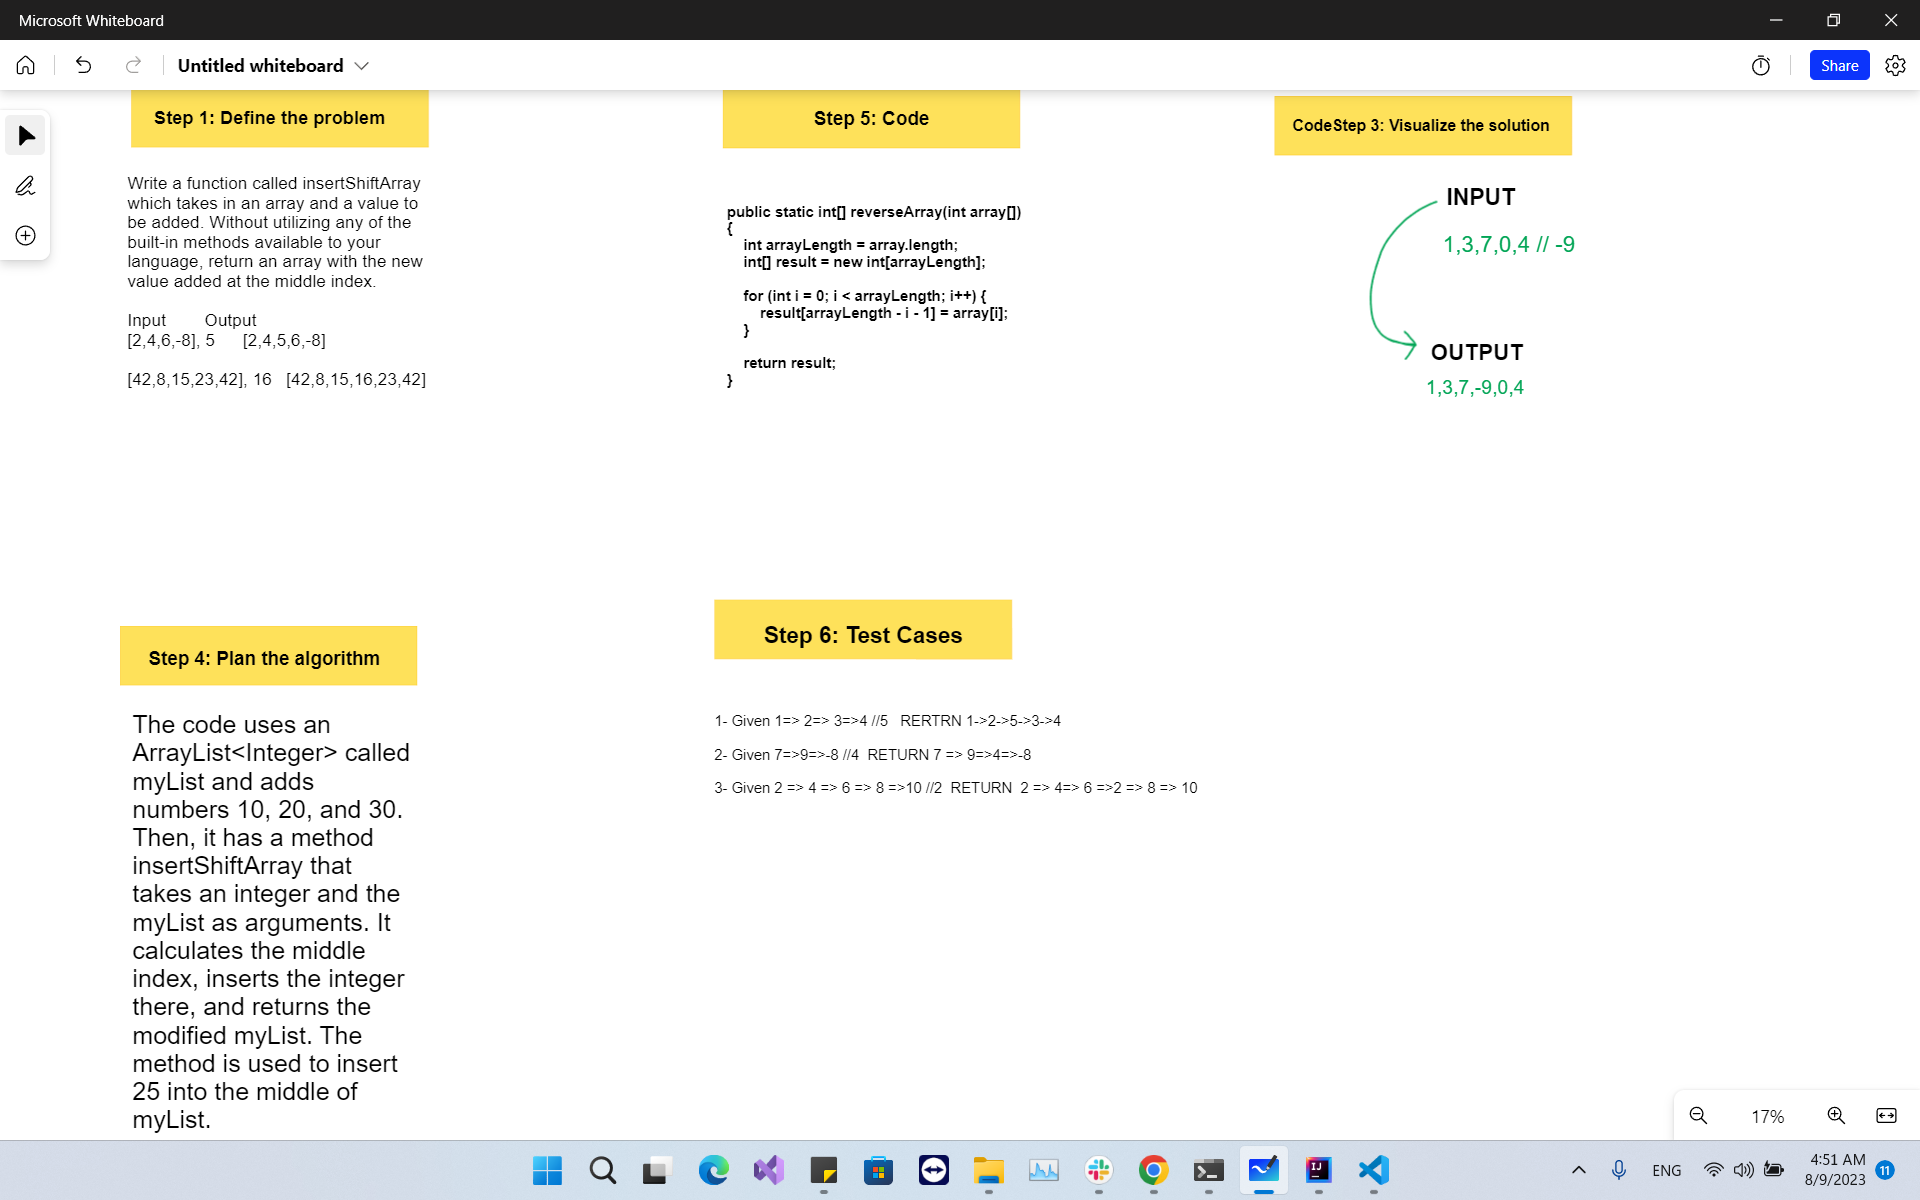 Microsoft Whiteboard
Untitled whiteboard
Share
Step 1: Define the problem
Write a function called insertShiftArray
which takes in an array and a value to
be added. Without utilizing any of the
built-in methods available to your
language, return an array with the new
value added at the middle index.
Input Output
[2,4,6,-8], 5 [2,4,5,6,-8]
[42,8,15,23,42], 16 [42,8,15,16,23,42]
Step 5: Code
public static int[] reverseArray(int array[])
{
int arrayLength = array.length;
int[] result = new int[arrayLength];
for (int i = 0; i < arrayLength; i++) {
result[arrayLength - i - 1] = array[i];
}
return result;
}
CodeStep 3: Visualize the solution
INPUT
1,3,7,0,4 // -9
OUTPUT
1,3,7,-9,0,4
Step 4: Plan the algorithm
The code uses an
ArrayList<Integer> called
myList and adds
numbers 10, 20, and 30.
Then, it has a method
insertShiftArray that
takes an integer and the
myList as arguments. It
calculates the middle
index, inserts the integer
there, and returns the
modified myList. The
method is used to insert
25 into the middle of
myList.
Step 6: Test Cases
1- Given 1=> 2=> 3=>4 //5 RERTRN 1->2->5->3->4
2- Given 7=>9=>-8 //4 RETURN 7 => 9=>4=>-8
3- Given 2 => 4 => 6 => 8 =>10 //2 RETURN 2 => 4=> 6 =>2 => 8 => 10
17%
IJ
ENG
4:51 AM
8/9/2023
11